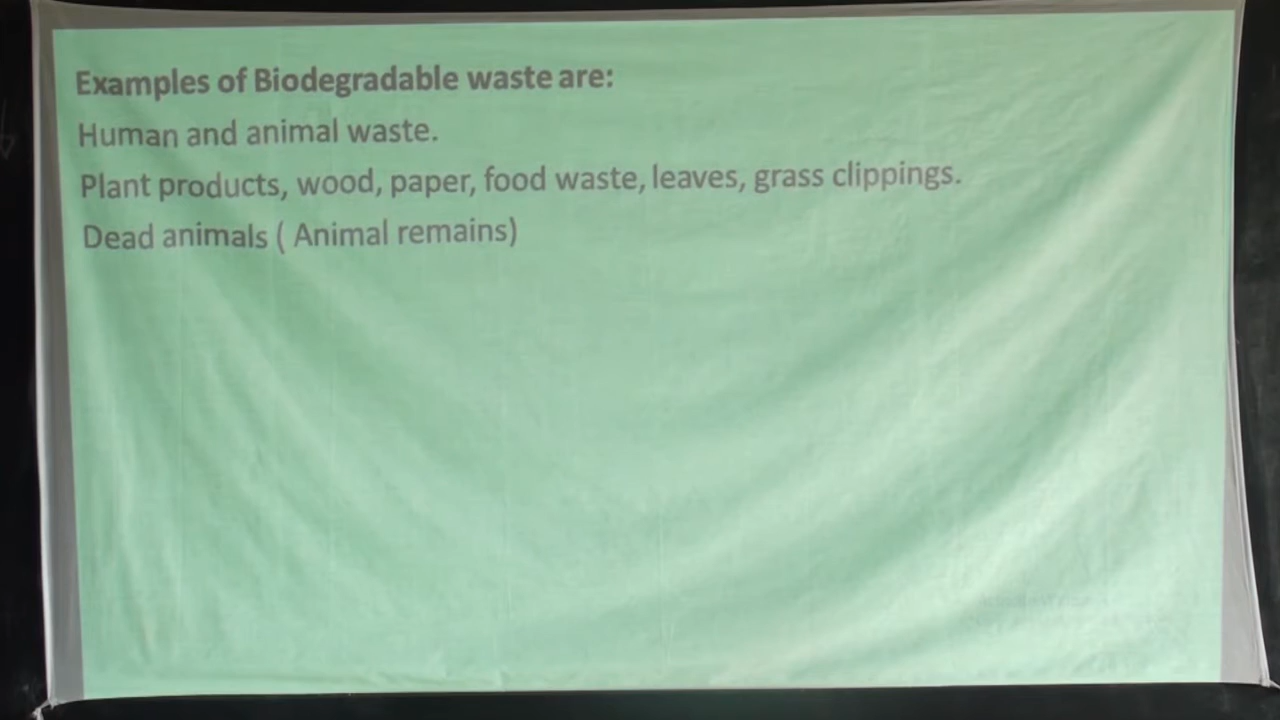 Examples of Biodegradable waste are:
Human and animal waste.
Plant products, wood, paper, food waste, leaves, grass clippings.
Dead animals ( Animal remains)